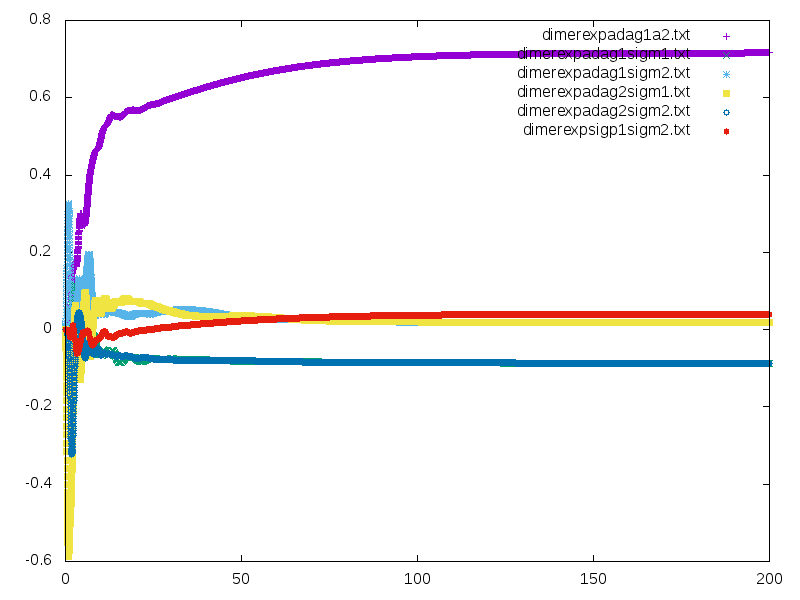 0.8
0.6
0.4
0.2
0
-0.2
-0.4
-0.6
dimerexpadag1a2.txt
dimerexpadag1sigm1.txt
dimerexpadag1sigm2.txt
dimerexpadag2sigm1.txt
dimerexpadag2sigm2.txt
dimerexpsigp1sigm2.txt
0 50 100 150 200